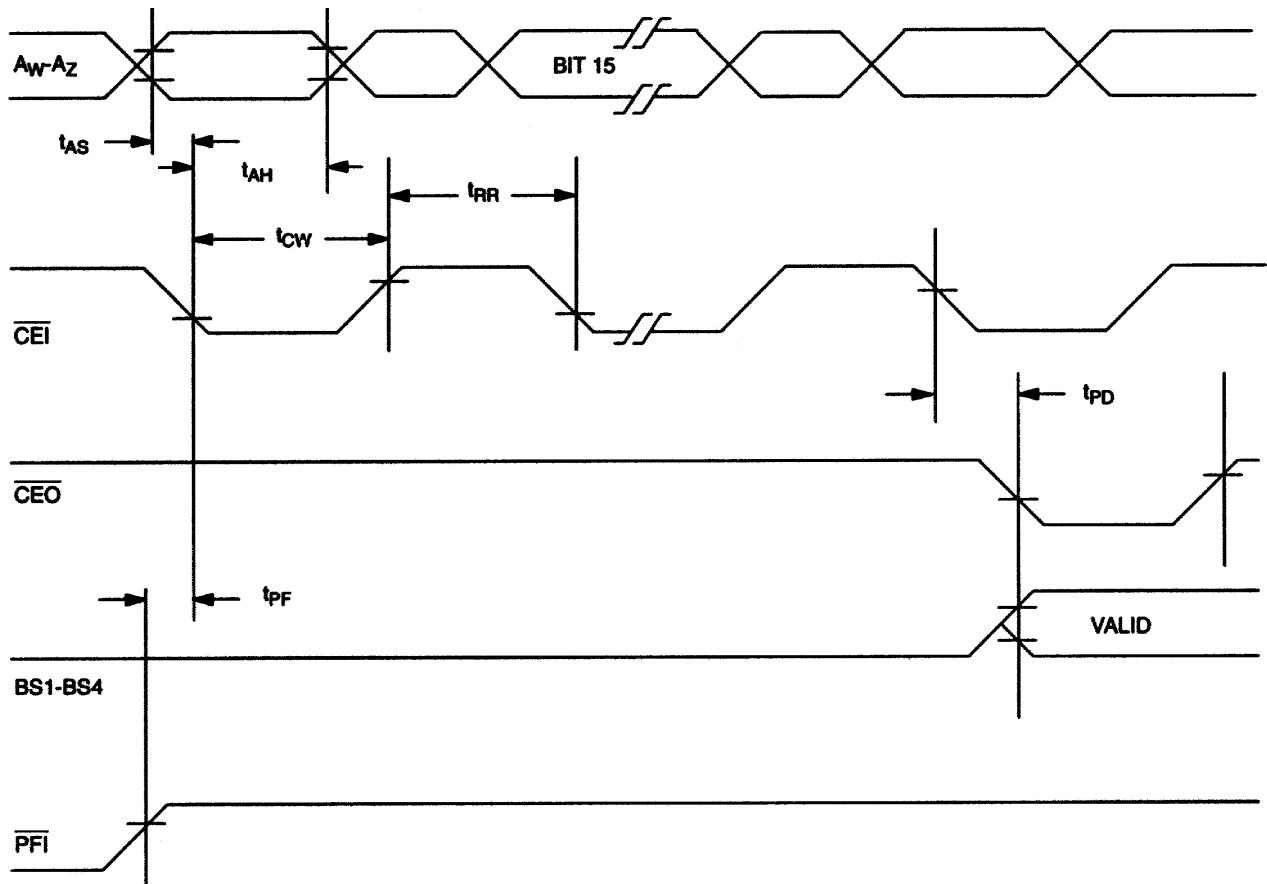 AW-AZ
BIT 15
tAS
tAH
tRR
tCW
CEI
tPD
CEO
tPF
VALID
BS1-BS4
PFI